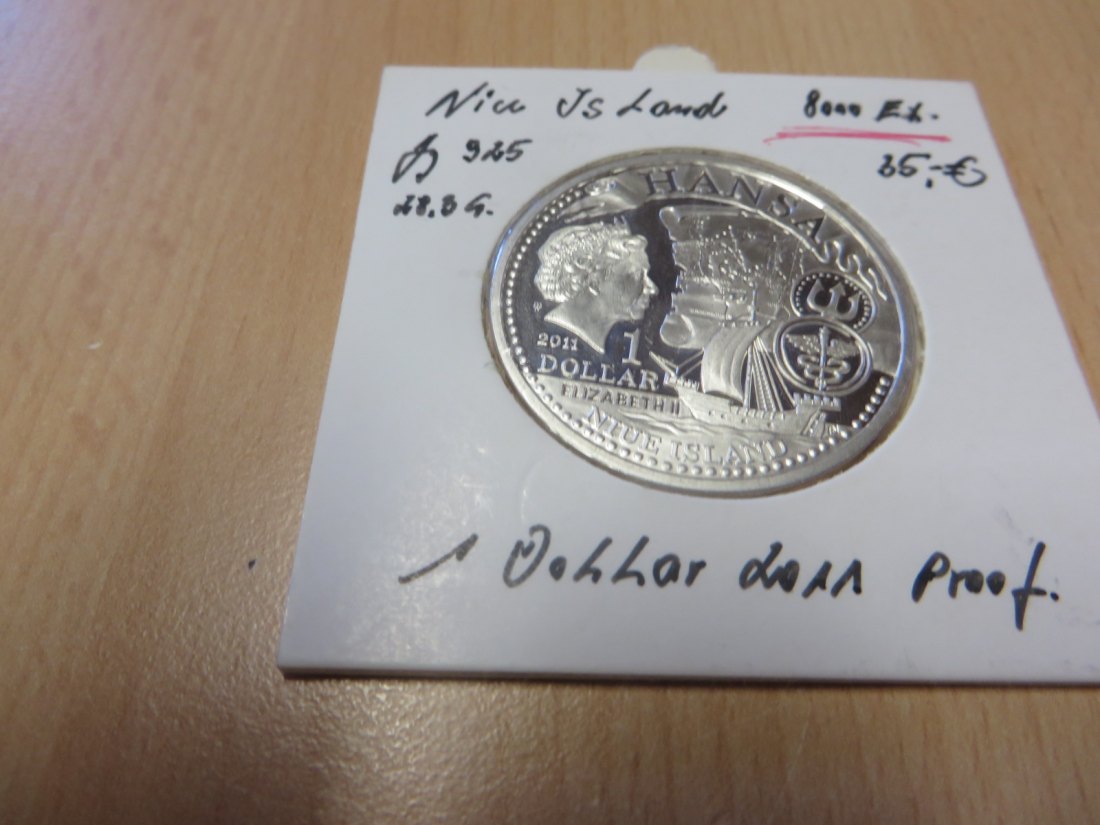 Niu Island
8000 Ex.
Ag 925
35,-€
28.3 G.
HANSA
2011
1
DOLLAR
ELIZABETH II
NIUE ISLAND
1 Dollar 2011 Proof.